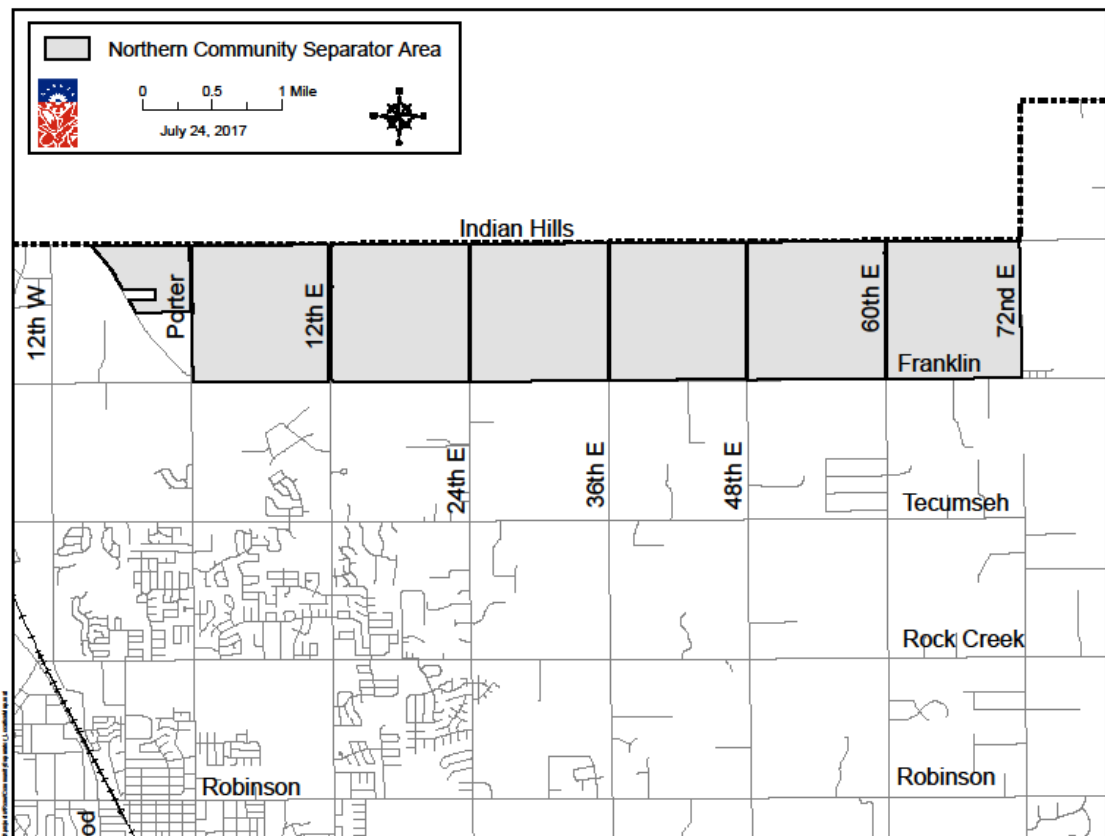 Northern Community Separator Area
0 0.5 1 Mile
July 24, 2017
Indian Hills
12th W
Porter
12th E
60th E
72nd E
Franklin
24th E
36th E
48th E
Tecumseh
Rock Creek
Robinson
Robinson
od